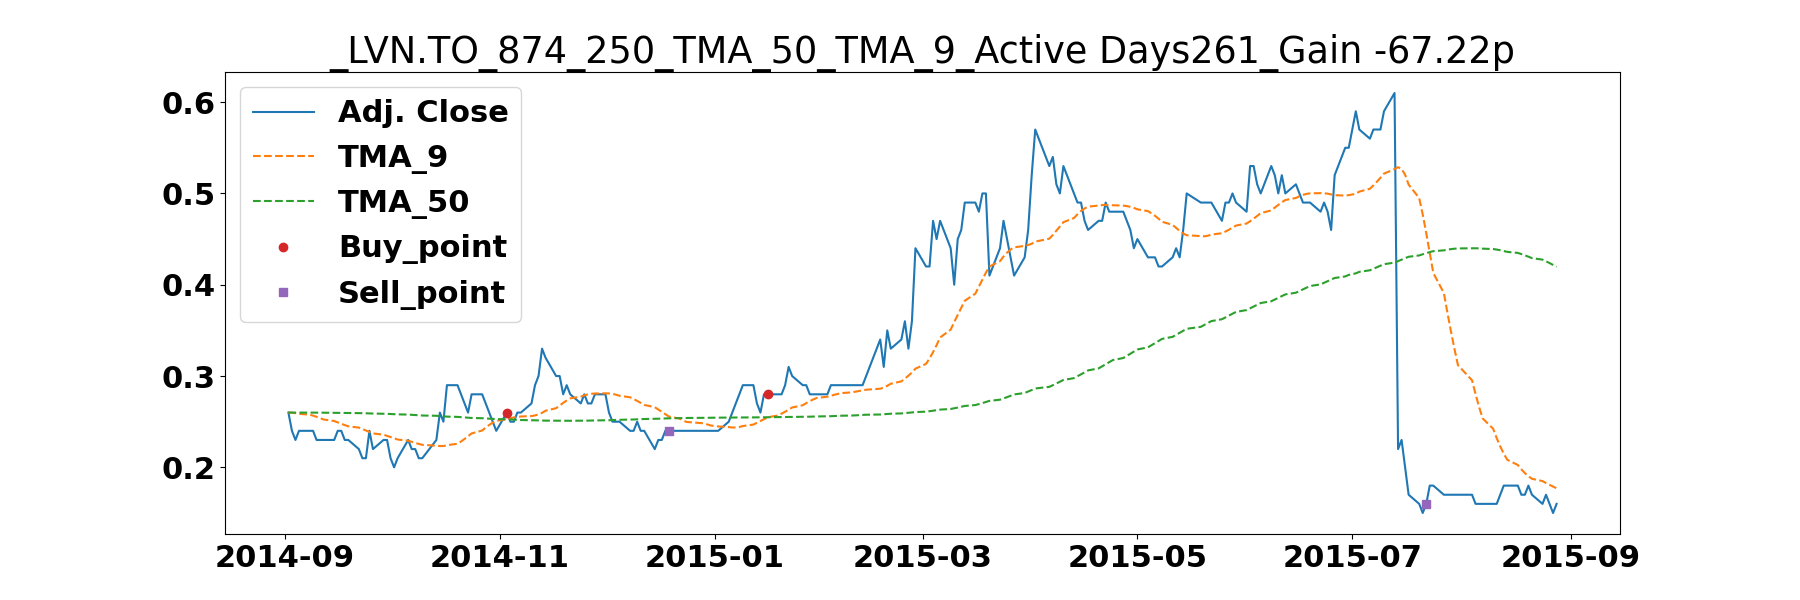 _LVN.TO_874_250_TMA_50_TMA_9_Active Days261_Gain -67.22p
Adj. Close
TMA_9
TMA_50
Buy_point
Sell_point
0.6
0.5
0.4
0.3
0.2
2014-09 2014-11 2015-01 2015-03 2015-05 2015-07 2015-09